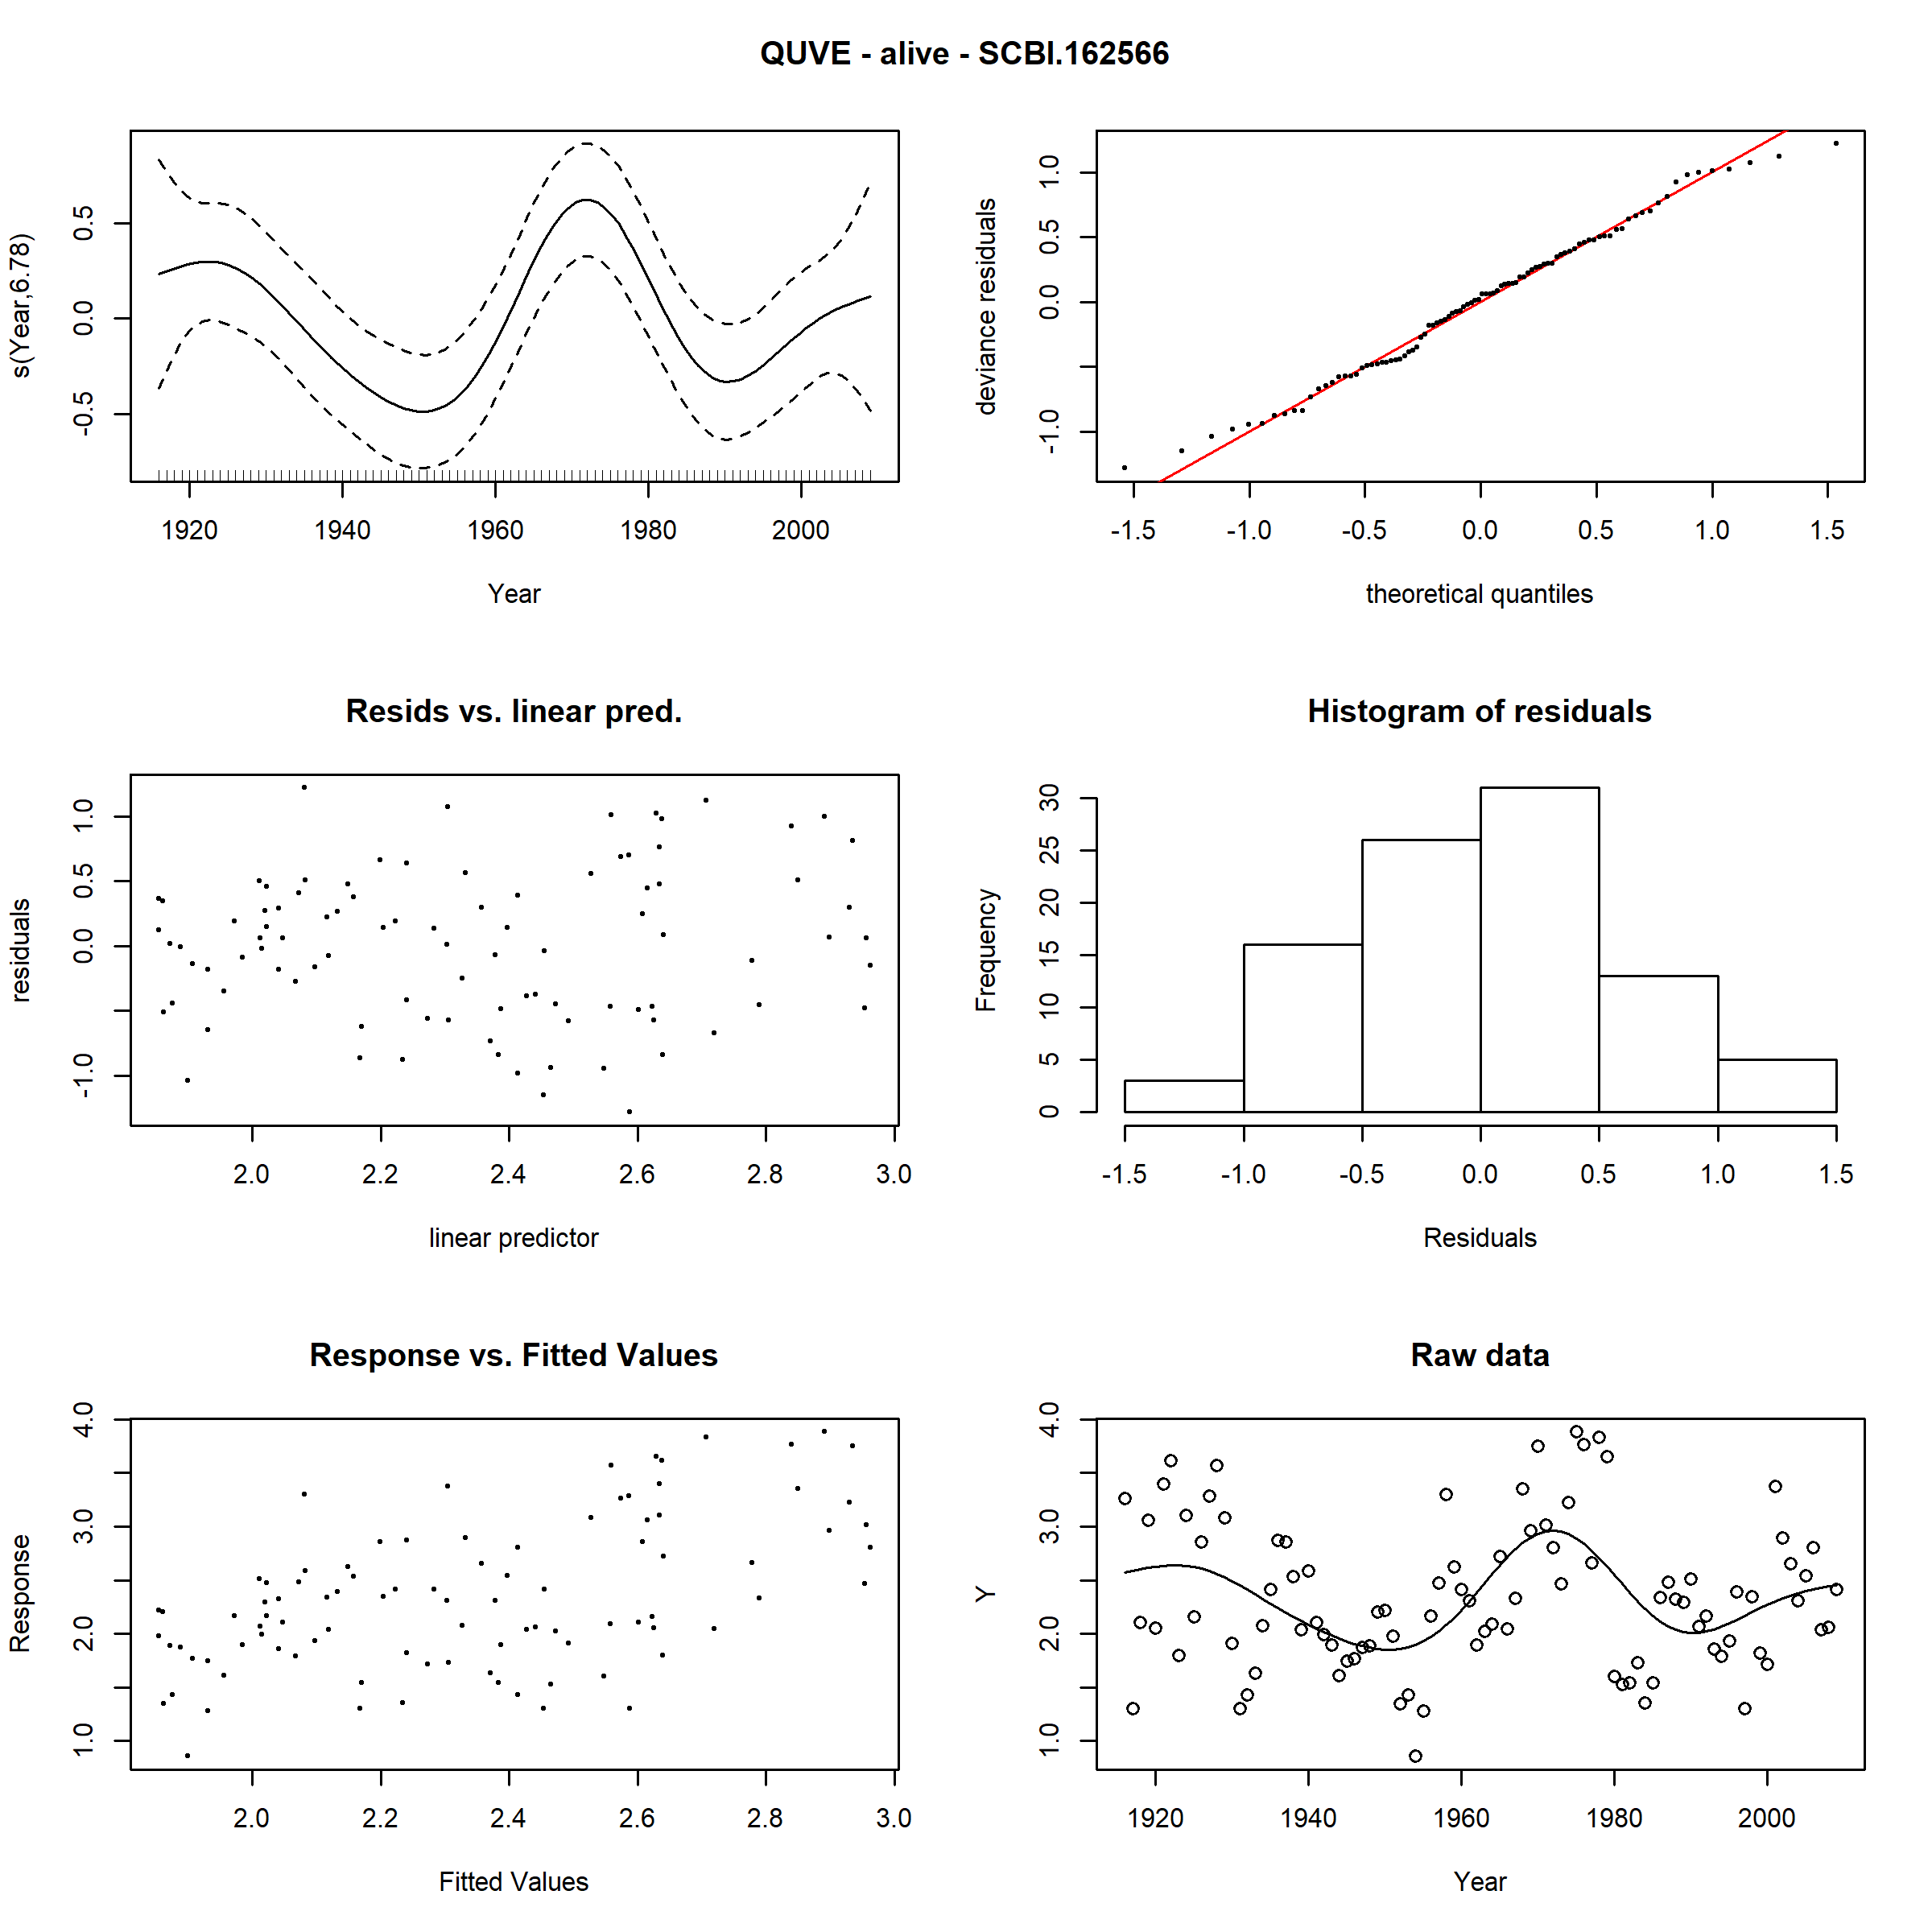 QUVE - alive - SCBI.162566
s(Year,6.78)
-0.5 0.0 0.5
1920 1940 1960 1980 2000
Year
deviance residuals
-1.0 0.0 0.5 1.0
-1.5 -1.0 -0.5 0.0 0.5 1.0 1.5
theoretical quantiles
Resids vs. linear pred.
residuals
-1.0 0.0 0.5 1.0
2.0 2.2 2.4 2.6 2.8 3.0
linear predictor
Histogram of residuals
Frequency
0 5 10 15 20 25 30
-1.5 -1.0 -0.5 0.0 0.5 1.0 1.5
Residuals
Response vs. Fitted Values
Response
1.0 2.0 3.0 4.0
2.0 2.2 2.4 2.6 2.8 3.0
Fitted Values
Raw data
Y
1.0 2.0 3.0 4.0
1920 1940 1960 1980 2000
Year